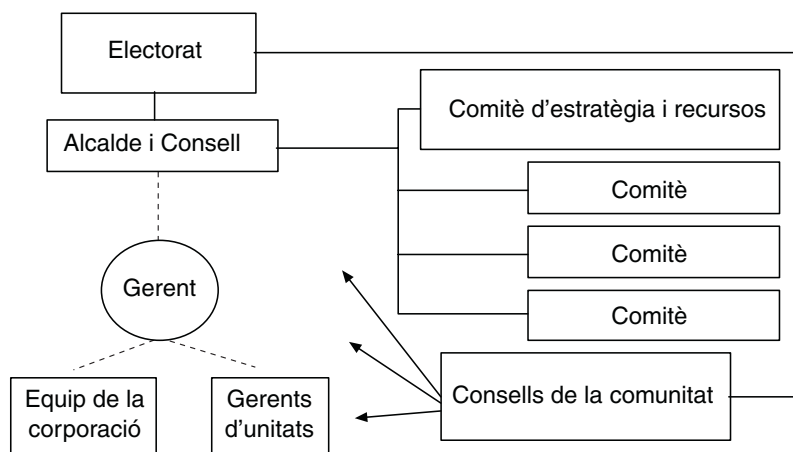 Electorat
Comitè d'estratègia i recursos
Alcalde i Consell
Comitè
Comitè
Gerent
Comitè
Equip de la
corporació
Gerents
d'unitats
Consells de la comunitat